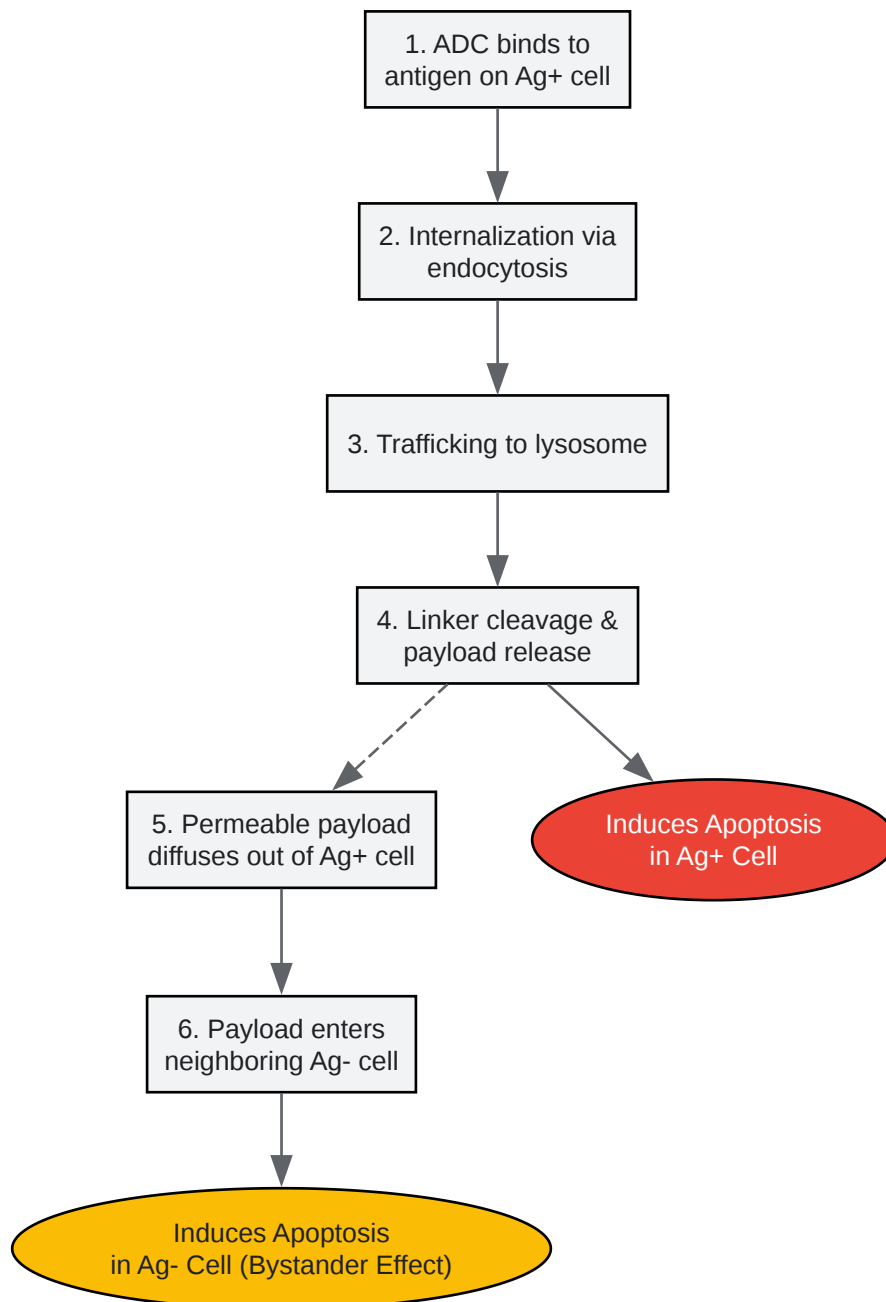 1. ADC binds to
antigen on Ag+ cell
2. Internalization via
endocytosis
3. Trafficking to lysosome
4. Linker cleavage &
payload release
5. Permeable payload
diffuses out of Ag+ cell
Induces Apoptosis
in Ag+ Cell
6. Payload enters
neighboring Ag- cell
Induces Apoptosis
in Ag- Cell (Bystander Effect)